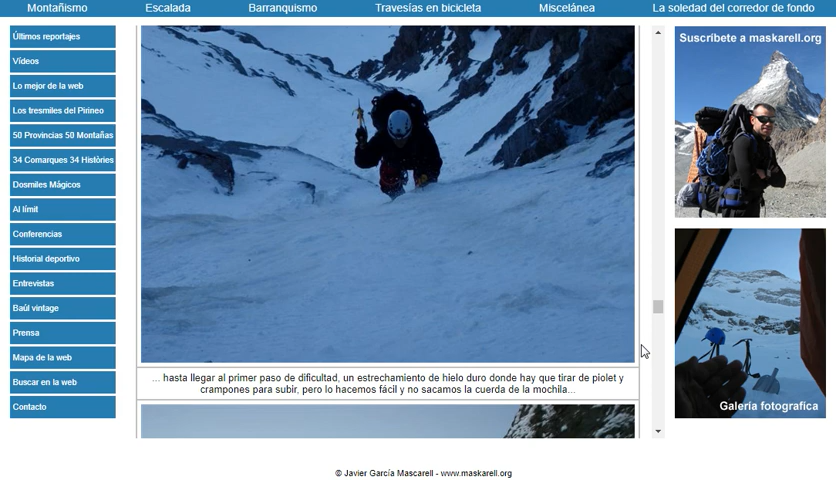 Montañismo
Escalada
Barranquismo
Travesías en bicicleta
Miscelánea
La soledad del corredor de fondo
Últimos reportajes
Vídeos
Lo mejor de la web
Los tresmiles del Pirineo
50 Provincias 50 Montañas
34 Comarques 34 Històries
Dosmiles Mágicos
Al límit
Conferencias
Historial deportivo
Entrevistas
Baúl vintage
Prensa
Mapa de la web
Buscar en la web
Contacto
... hasta llegar al primer paso de dificultad, un estrechamiento de hielo duro donde hay que tirar de piolet y
crampones para subir, pero lo hacemos fácil y no sacamos la cuerda de la mochila...
Suscríbete a maskarell.org
Galería fotografica
© Javier García Mascarell - www.maskarell.org